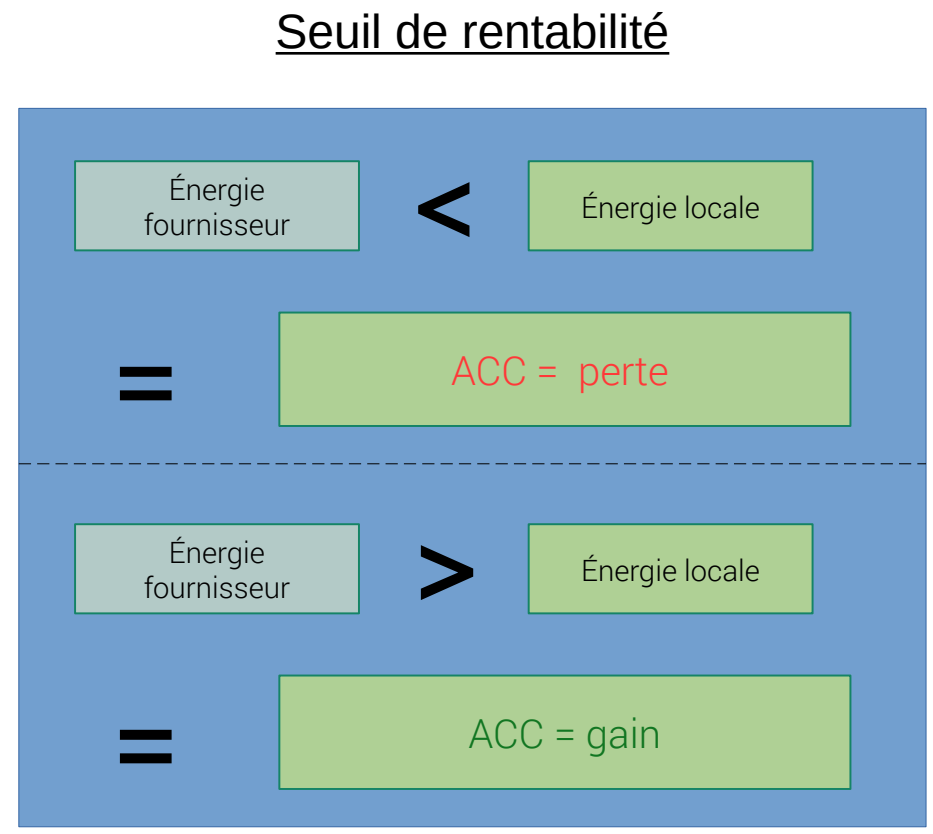 Seuil de rentabilité
Énergie
fournisseur
<
Énergie locale
=
ACC = perte
Énergie
fournisseur
>
Énergie locale
=
ACC = gain